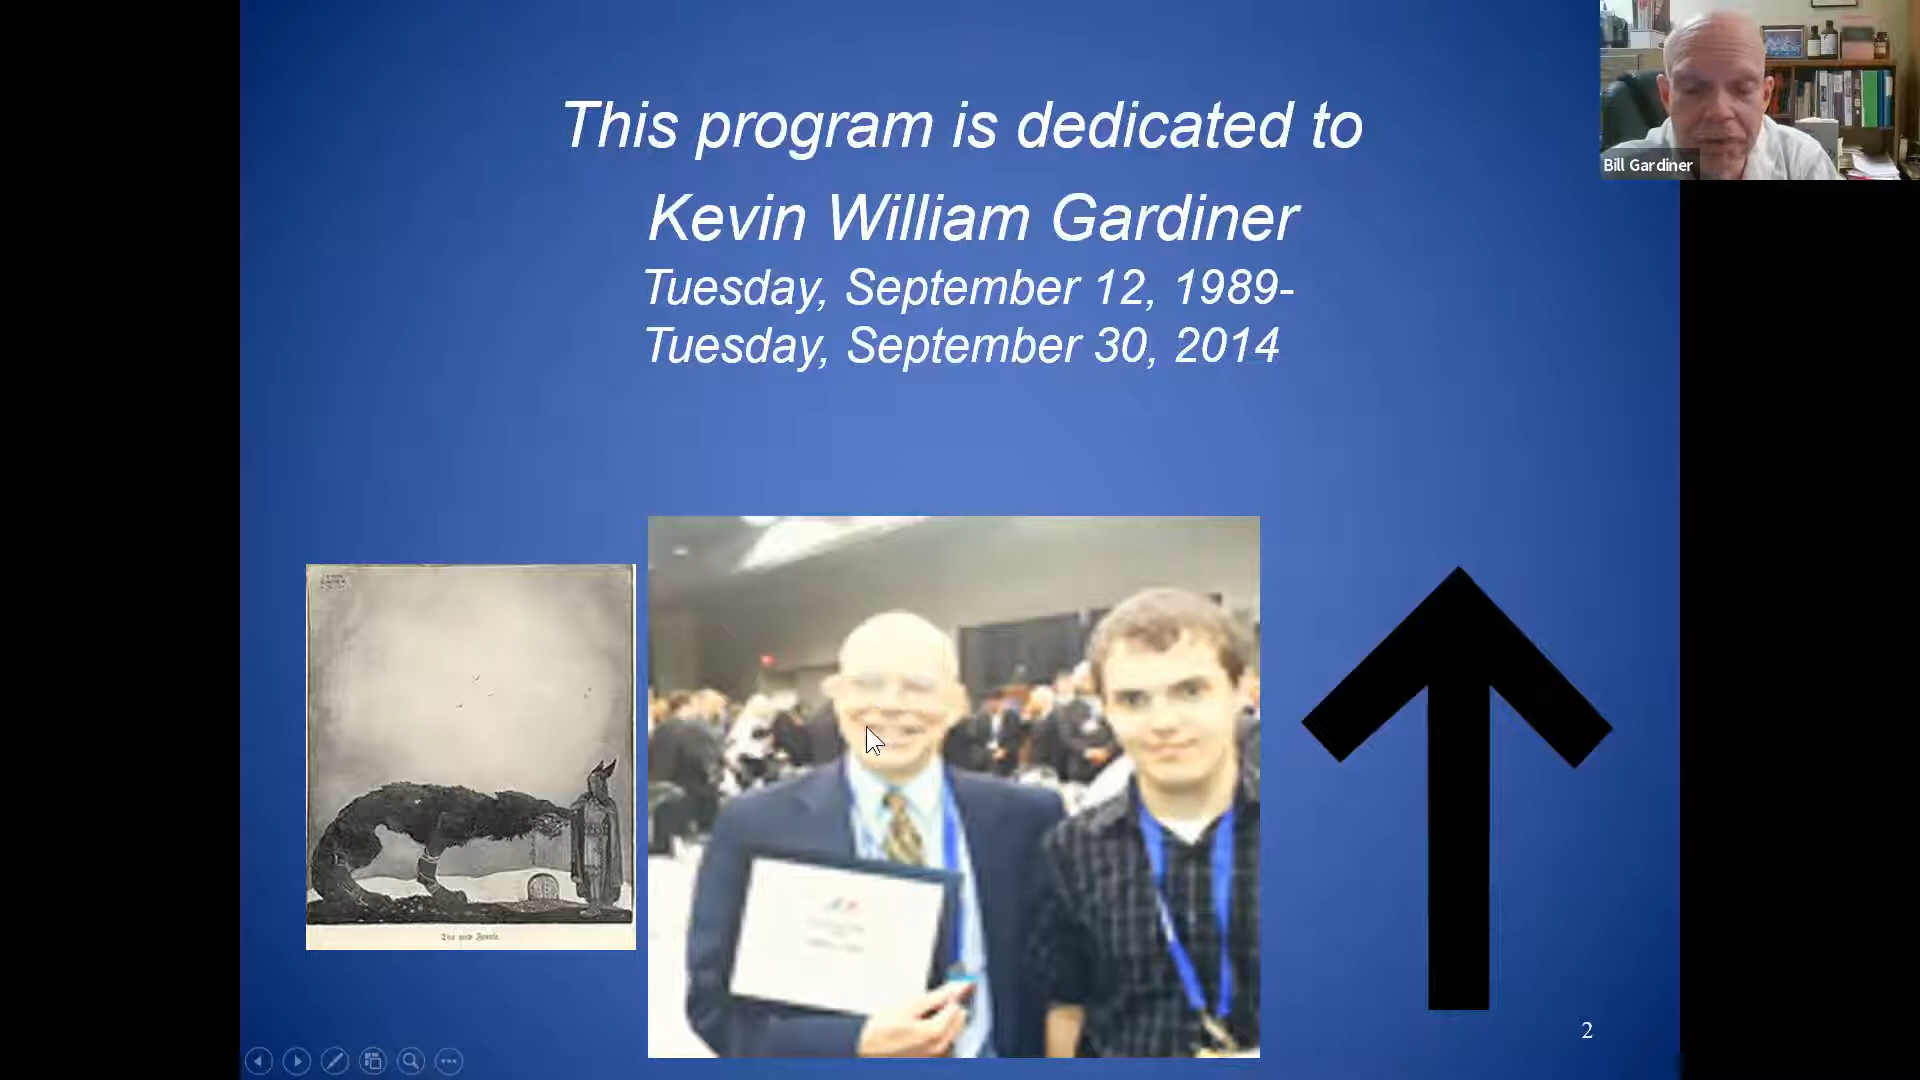 This program is dedicated to
Kevin William Gardiner
Tuesday, September 12, 1989-
Tuesday, September 30, 2014
Bill Gardiner
2